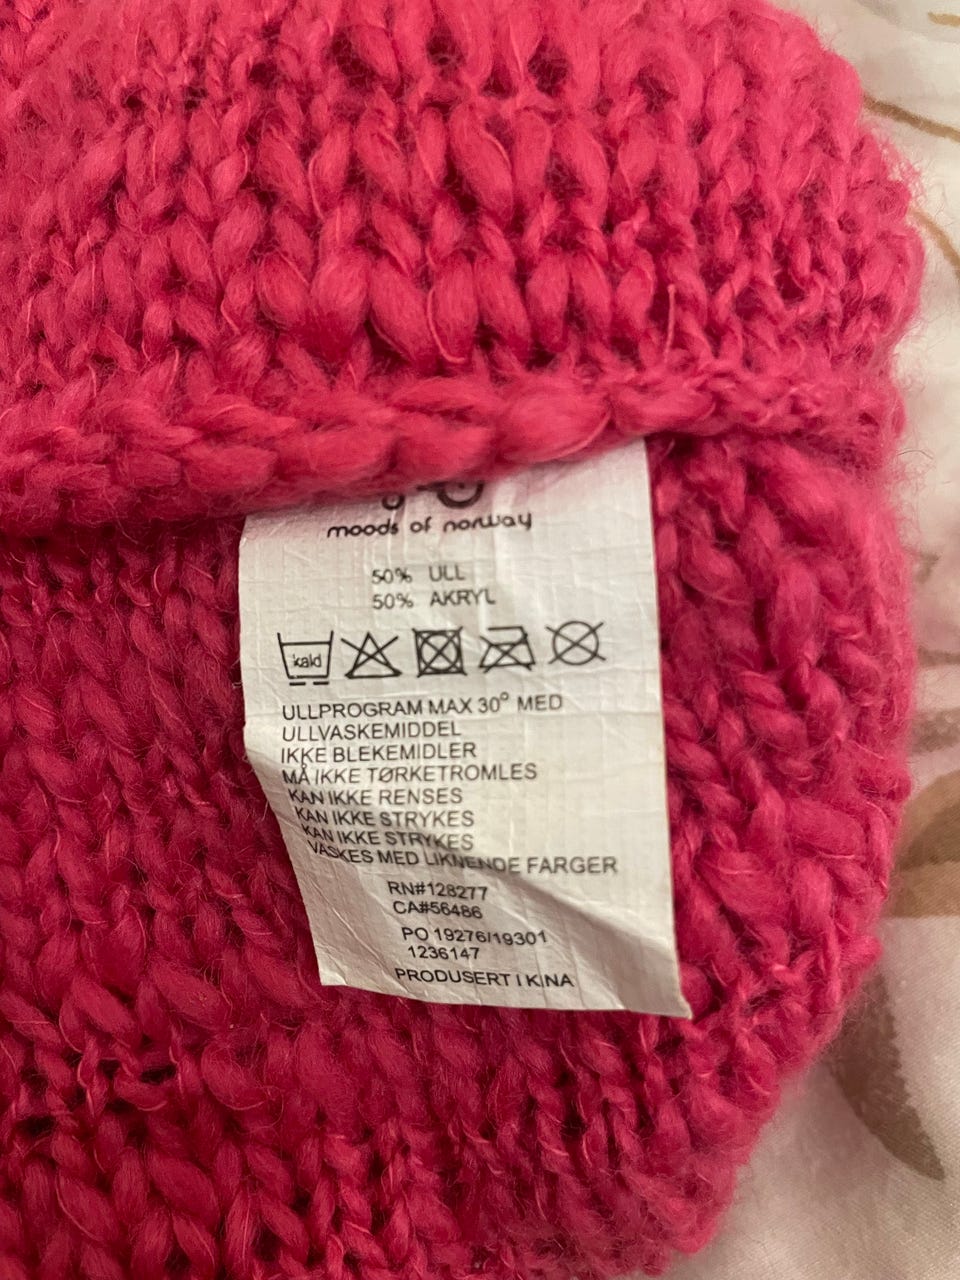 moods of norway
50% ULL
50% AKRYL
kald
ULLPROGRAM MAX 30° MED
ULLVASKEMIDDEL
IKKE BLEKEMIDLER
MÅ IKKE TØRKETROMLES
KAN IKKE RENSES
KAN IKKE STRYKES
KAN IKKE STRYKES
VASKES MED LIKNENDE FARGER
RN#128277
CA#56486
PO 19276/19301
1236147
PRODUSERT I KINA